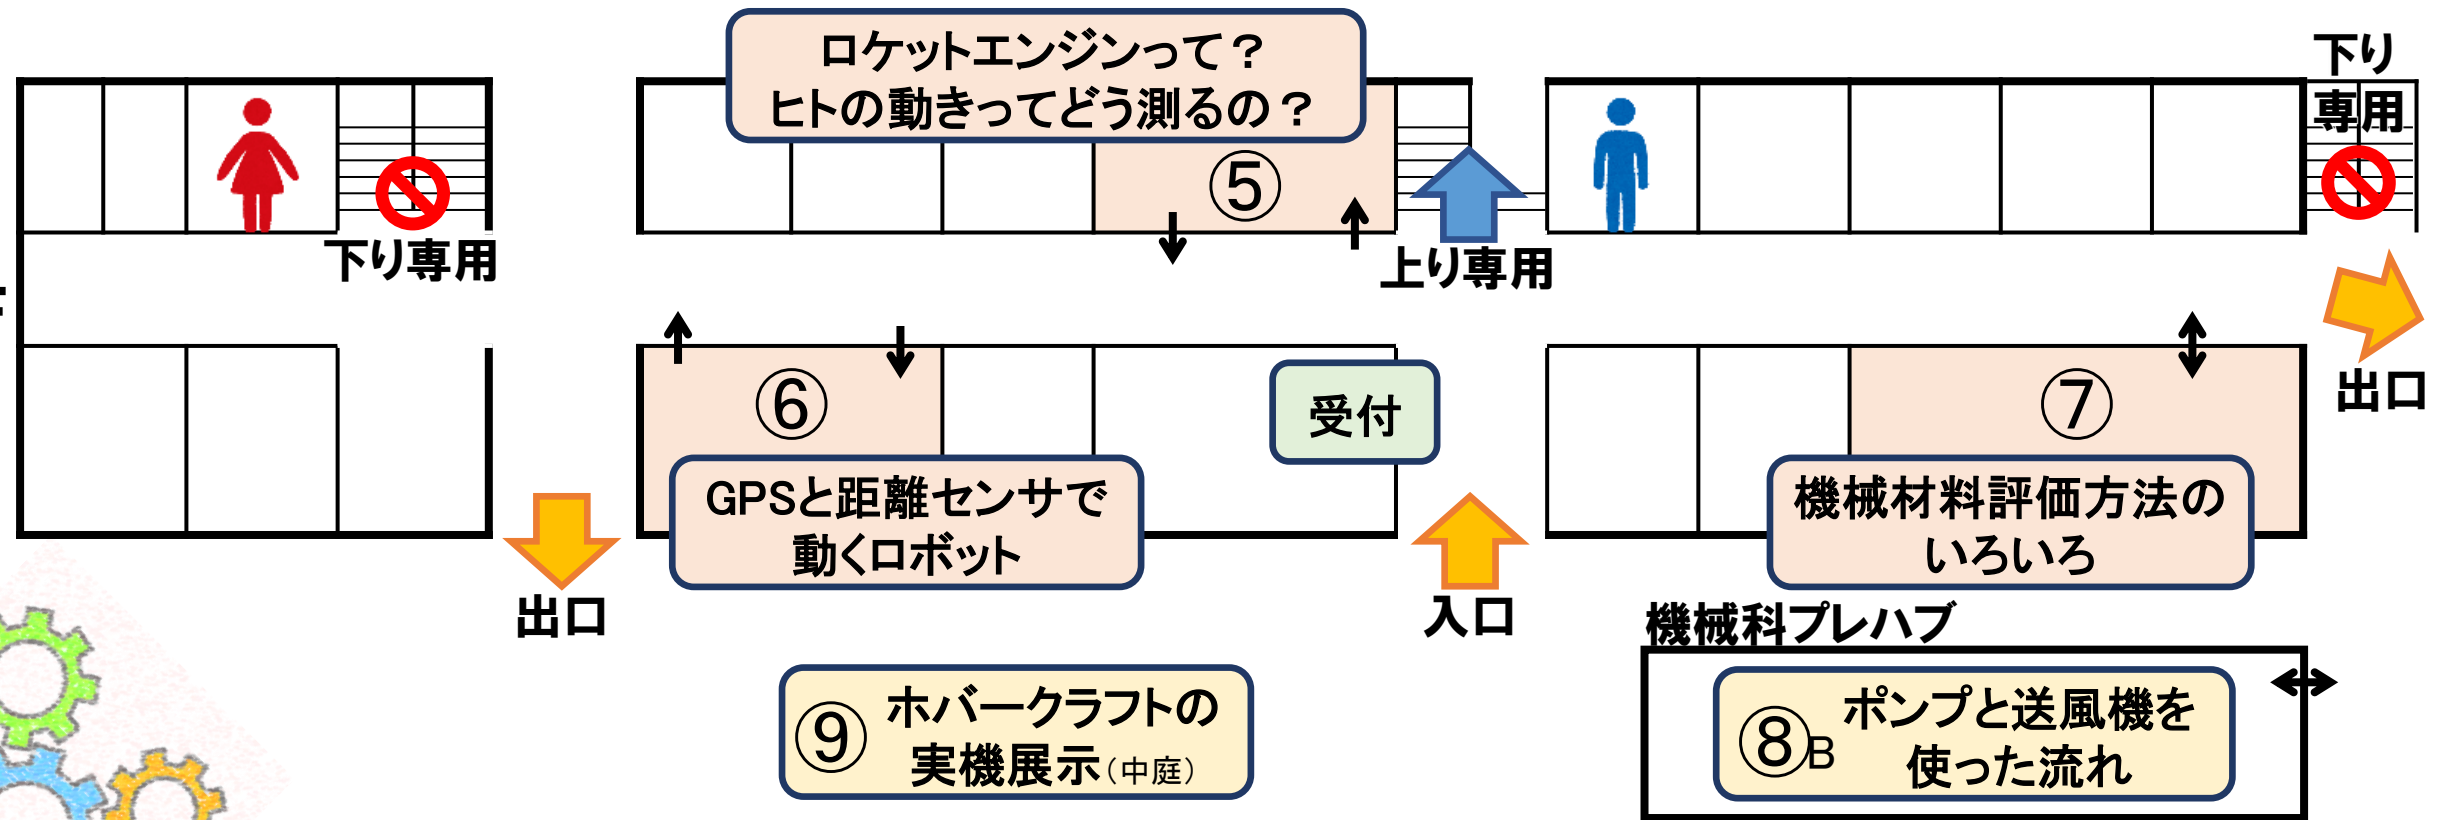 ロケットエンジンって？
ヒトの動きってどう測るの？
⑤
下り
専用
下り専用
上り専用
⑥
GPSと距離センサで
動くロボット
受付
⑦
機械材料評価方法の
いろいろ
出口
出口
入口
機械科プレハブ
⑨
ホバークラフトの
実機展示（中庭）
⑧B
ポンプと送風機を
使った流れ